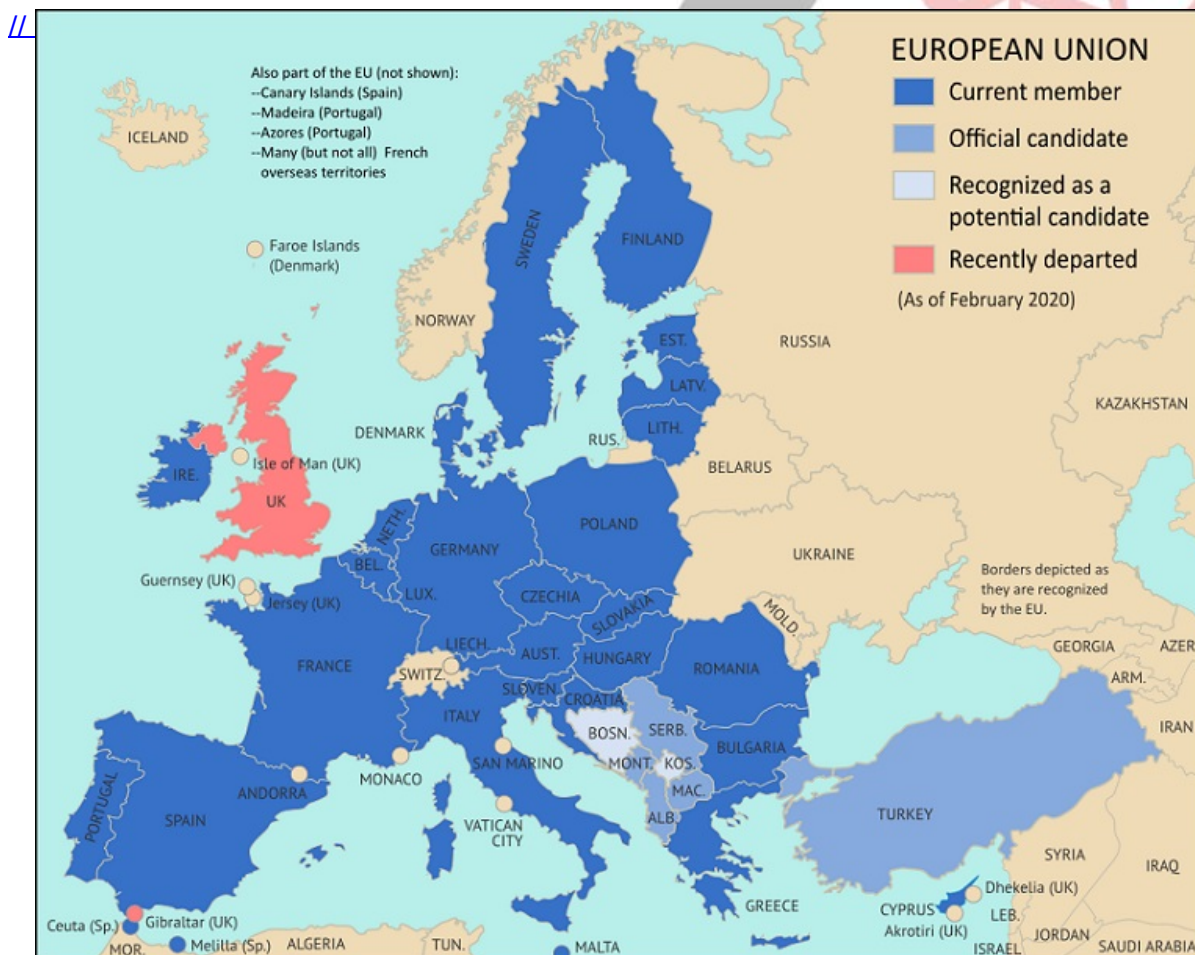 //
EUROPEAN UNION
Current member
Official candidate
Recognized as a
potential candidate
Recently departed
(As of February 2020)
Also part of the EU (not shown):
--Canary Islands (Spain)
--Madeira (Portugal)
--Azores (Portugal)
--Many (but not all) French
overseas territories
ICELAND
Faroe Islands
(Denmark)
SWEDEN
FINLAND
NORWAY
RUSSIA
EST.
LATV.
LITH.
RUS.
KAZAKHSTAN
DENMARK
BELARUS
Isle of Man (UK)
IRE.
UK
NETH.
POLAND
GERMANY
UKRAINE
BEL.
Guernsey (UK)
Jersey (UK)
LUX.
CZECHIA
SLOVAKIA
Borders depicted as
they are recognized
by the EU.
MOLD.
LIECH.
AUST.
HUNGARY
FRANCE
SWITZ.
ROMANIA
GEORGIA
AZER
ARM.
SLOVEN.
CROATIA
ITALY
BOSN.
SERB.
BULGARIA
IRAN
SAN MARINO
MONT.
KOS.
MONACO
ANDORRA
MAC.
ALB.
PORTUGAL
SPAIN
VATICAN
CITY
TURKEY
SYRIA
IRAQ
GREECE
CYPRUS
Dhekelia (UK)
Akrotiri (UK)
LEB.
Ceuta (Sp.)
Gibraltar (UK)
Melilla (Sp.)
MOR.
ALGERIA
TUN.
MALTA
ISRAEL
JORDAN
SAUDI ARABIA